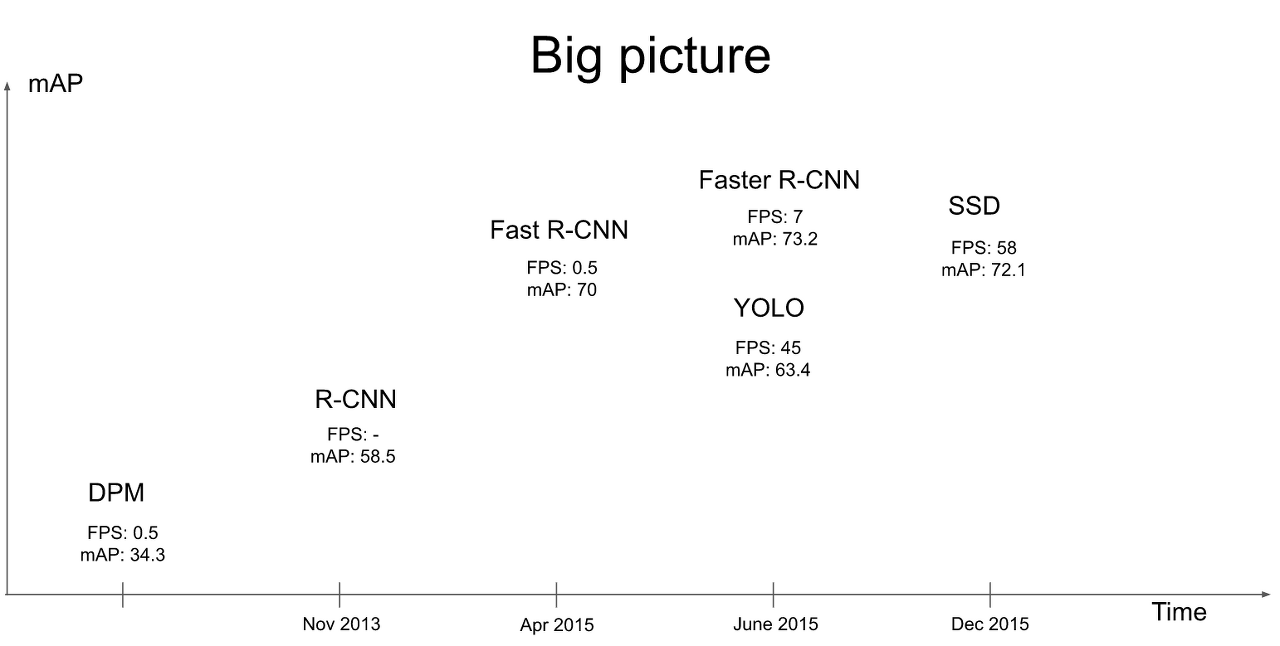 Big picture
mAP
Faster R-CNN
FPS: 7
mAP: 73.2
SSD
FPS: 58
mAP: 72.1
Fast R-CNN
FPS: 0.5
mAP: 70
YOLO
FPS: 45
mAP: 63.4
R-CNN
FPS: -
mAP: 58.5
DPM
FPS: 0.5
mAP: 34.3
Nov 2013
Apr 2015
June 2015
Dec 2015
Time